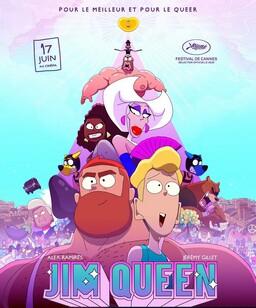 POUR LE MEILLEUR ET POUR LE QUEER
17
JUIN
AU CINÉMA
FESTIVAL DE CANNES
ALEX RAMIRÈS
JÉRÉMY GILLET
JIM QUEEN